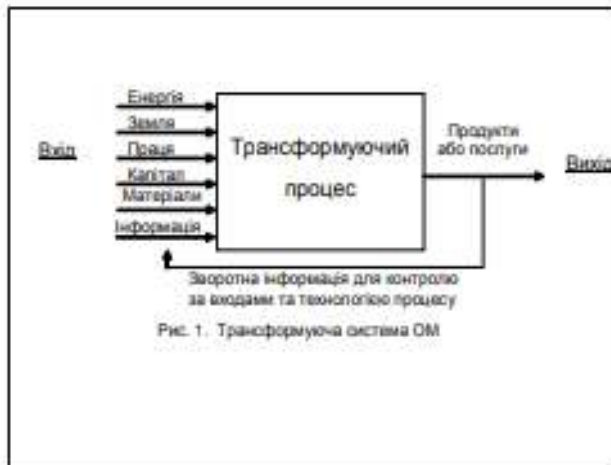 Вхід
Енергія
Земля
Праця
Капітал
Матеріали
Інформація
Трансформуючий
процес
Продукти
або послуги
Вихід
Зворотна інформація для контролю
за входами та технологією процесу
Рис. 1. Трансформуюча система ОМ